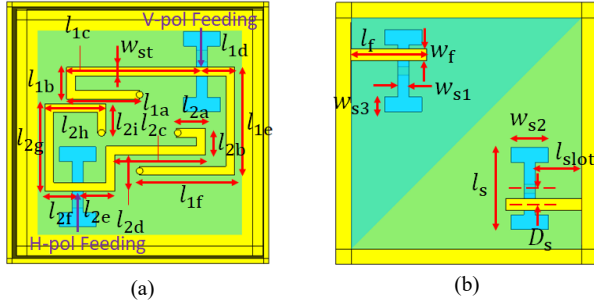 V-pol Feeding
l1c
wst
l1d
l1b
l1a
l2a
l1e
l2h
l2i
l2c
l2b
l2g
l1f
l2f
l2e
l2d
H-pol Feeding
(a)
lf
wf
ws1
ws3
ws2
lslot
ls
Ds
(b)